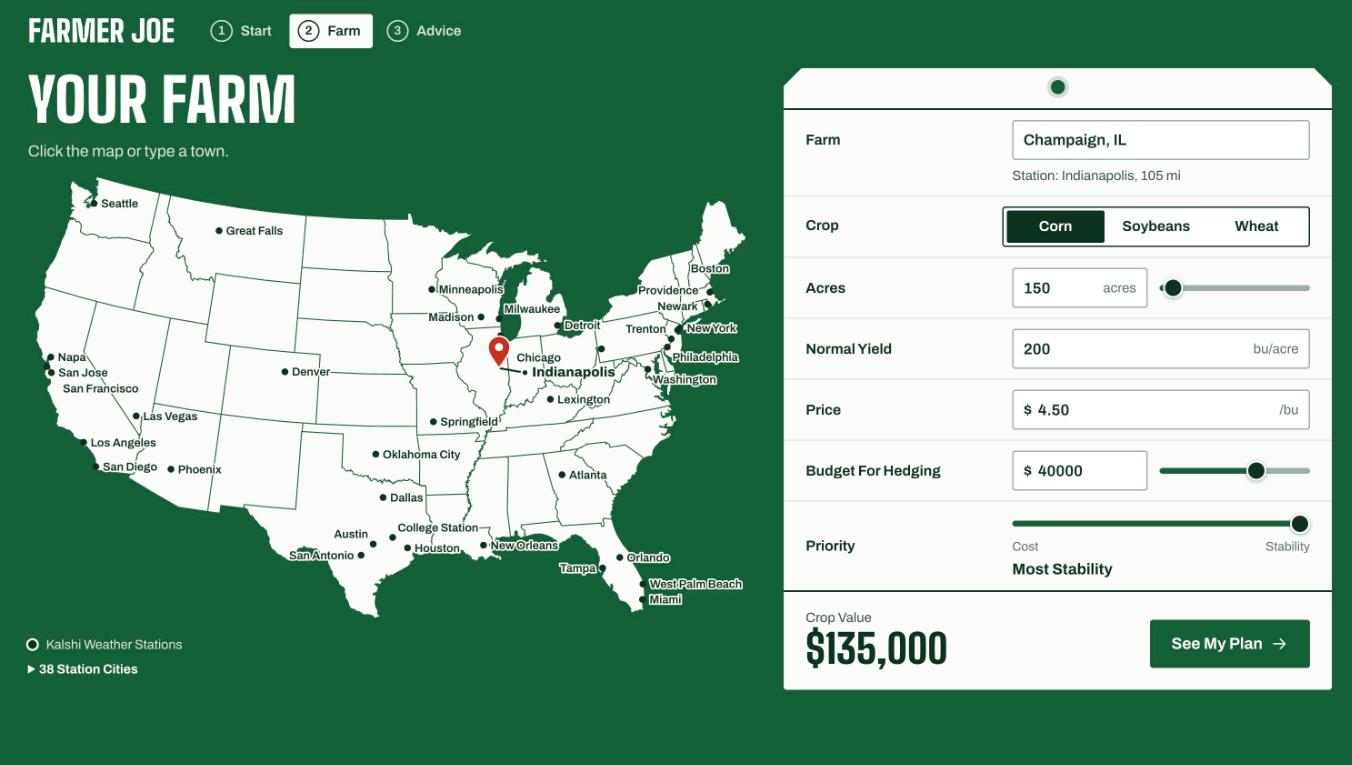 FARMER JOE
1 Start
2 Farm
3 Advice
YOUR FARM
Click the map or type a town.
Seattle
Great Falls
Boston
Minneapolis
Providence
Milwaukee
Newark
Madison
Detroit
Trenton
New York
Napa
Chicago
Philadelphia
San Jose
Denver
Indianapolis
Washington
San Francisco
Lexington
Las Vegas
Springfield
Los Angeles
Oklahoma City
San Diego
Phoenix
Atlanta
Dallas
College Station
Austin
Houston
New Orleans
San Antonio
Orlando
Tampa
West Palm Beach
Miami
Kalshi Weather Stations
38 Station Cities
Farm
Champaign, IL
Station: Indianapolis, 105 mi
Crop
Corn Soybeans Wheat
Acres
150 acres
Normal Yield
200 bu/acre
Price
$ 4.50 /bu
Budget For Hedging
$ 40000
Priority
Cost Stability
Most Stability
Crop Value
$135,000
See My Plan →